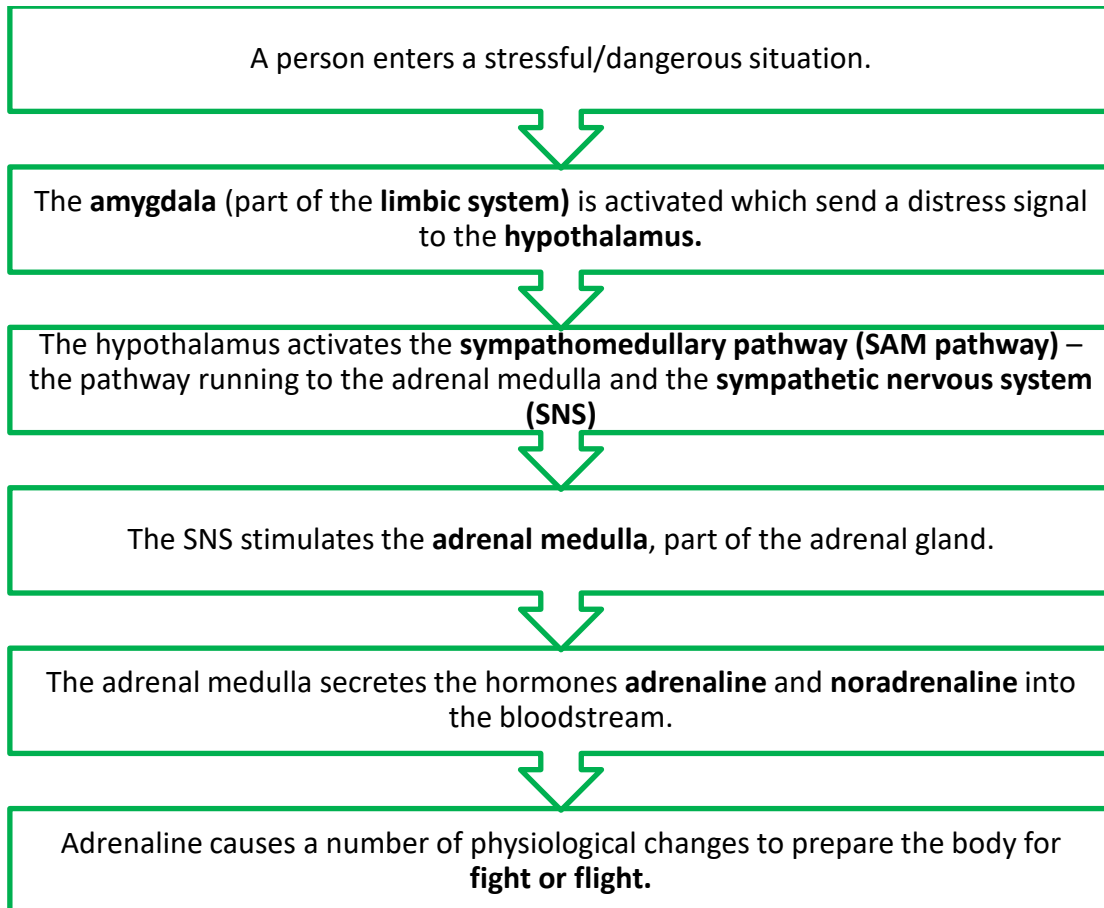 A person enters a stressful/dangerous situation.
The amygdala (part of the limbic system) is activated which send a distress signal
to the hypothalamus.
The hypothalamus activates the sympathomedullary pathway (SAM pathway) –
the pathway running to the adrenal medulla and the sympathetic nervous system
(SNS)
The SNS stimulates the adrenal medulla, part of the adrenal gland.
The adrenal medulla secretes the hormones adrenaline and noradrenaline into
the bloodstream.
Adrenaline causes a number of physiological changes to prepare the body for
fight or flight.